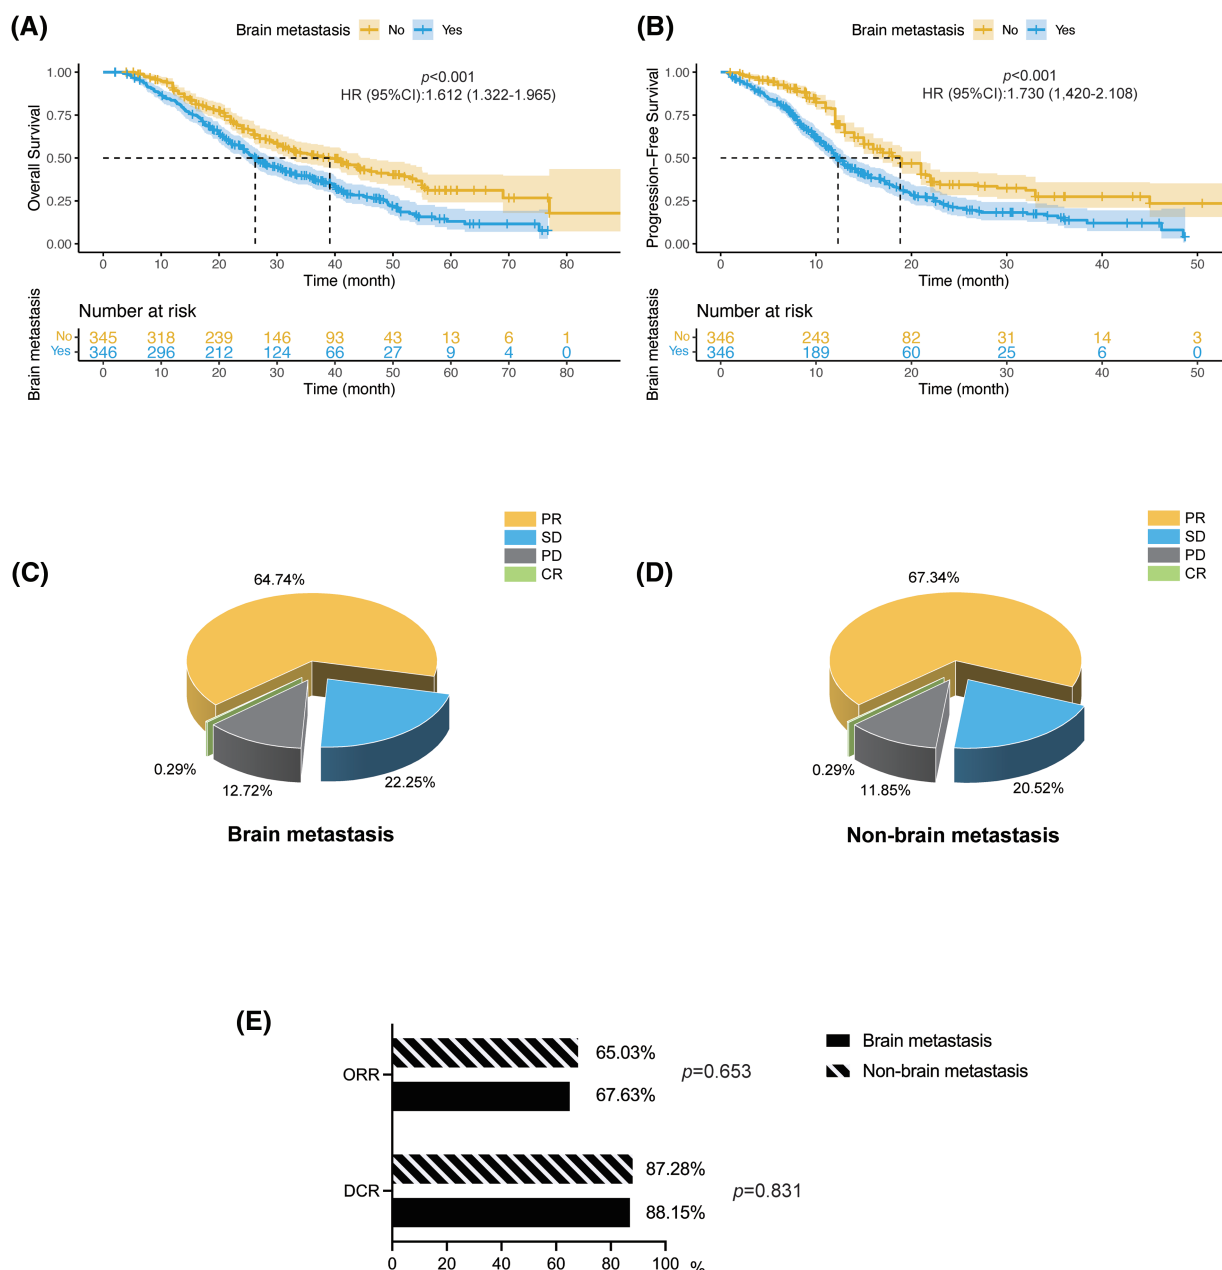 (A)
Brain metastasis No Yes
p<0.001
HR (95%CI):1.612 (1.322-1.965)
Overall Survival
1.00
0.75
0.50
0.25
0.00
0 10 20 30 40 50 60 70 80
Time (month)
Number at risk
Brain metastasis
No 345 318 239 146 93 43 13 6 1
Yes 346 296 212 124 66 27 9 4 0
0 10 20 30 40 50 60 70 80
Time (month)
(B)
Brain metastasis No Yes
p<0.001
HR (95%CI):1.730 (1,420-2.108)
Progression–Free Survival
1.00
0.75
0.50
0.25
0.00
0 10 20 30 40 50
Time (month)
Number at risk
Brain metastasis
No 346 243 82 31 14 3
Yes 346 189 60 25 6 0
0 10 20 30 40 50
Time (month)
(C)
PR
SD
PD
CR
64.74%
0.29%
12.72%
22.25%
Brain metastasis
(D)
PR
SD
PD
CR
67.34%
0.29%
11.85%
20.52%
Non-brain metastasis
(E)
Brain metastasis
Non-brain metastasis
ORR
65.03%
67.63%
p=0.653
DCR
87.28%
88.15%
p=0.831
0 20 40 60 80 100 %